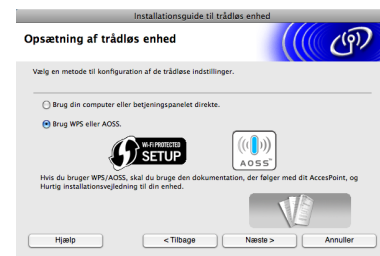 Installationsguide til trådløs enhed
Opsætning af trådløs enhed
Vælg en metode til konfiguration af de trådløse indstillinger.
Brug din computer eller betjeningspanelet direkte.
Brug WPS eller AOSS.
WI-FI PROTECTED
SETUP
AOSS™
Hvis du bruger WPS/AOSS, skal du bruge den dokumentation, der følger med dit AccesPoint, og
Hurtig installationsvejledning til din enhed.
Hjælp
< Tilbage
Næste >
Annuller